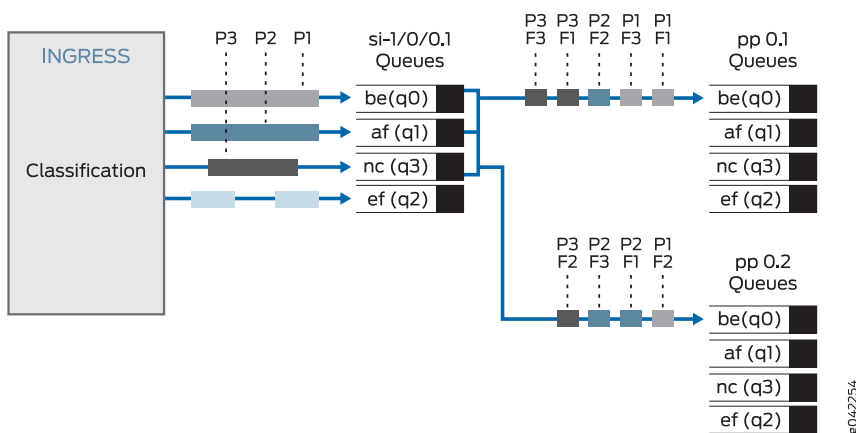 INGRESS
Classification
P3 P2 P1
si-1/0/0.1
Queues
be(q0)
af (q1)
nc (q3)
ef (q2)
P3 P3 P2 P1 P1
F3 F1 F2 F3 F1
pp 0.1
Queues
be(q0)
af (q1)
nc (q3)
ef (q2)
P3 P2 P2 P1
F2 F3 F1 F2
pp 0.2
Queues
be(q0)
af (q1)
nc (q3)
ef (q2)
g042254